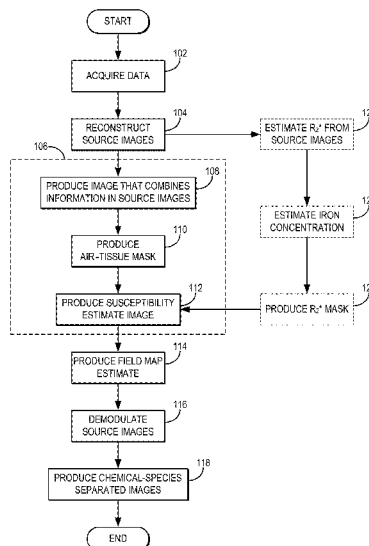 START
102
ACQUIRE DATA
104
RECONSTRUCT
SOURCE IMAGES
ESTIMATE R2* FROM
SOURCE IMAGES
106
108
PRODUCE IMAGE THAT COMBINES
INFORMATION IN SOURCE IMAGES
ESTIMATE IRON
CONCENTRATION
110
PRODUCE
AIR-TISSUE MASK
112
PRODUCE SUSCEPTIBILITY
ESTIMATE IMAGE
PRODUCE R2* MASK
114
PRODUCE FIELD MAP
ESTIMATE
116
DEMODULATE
SOURCE IMAGES
118
PRODUCE CHEMICAL-SPECIES
SEPARATED IMAGES
END